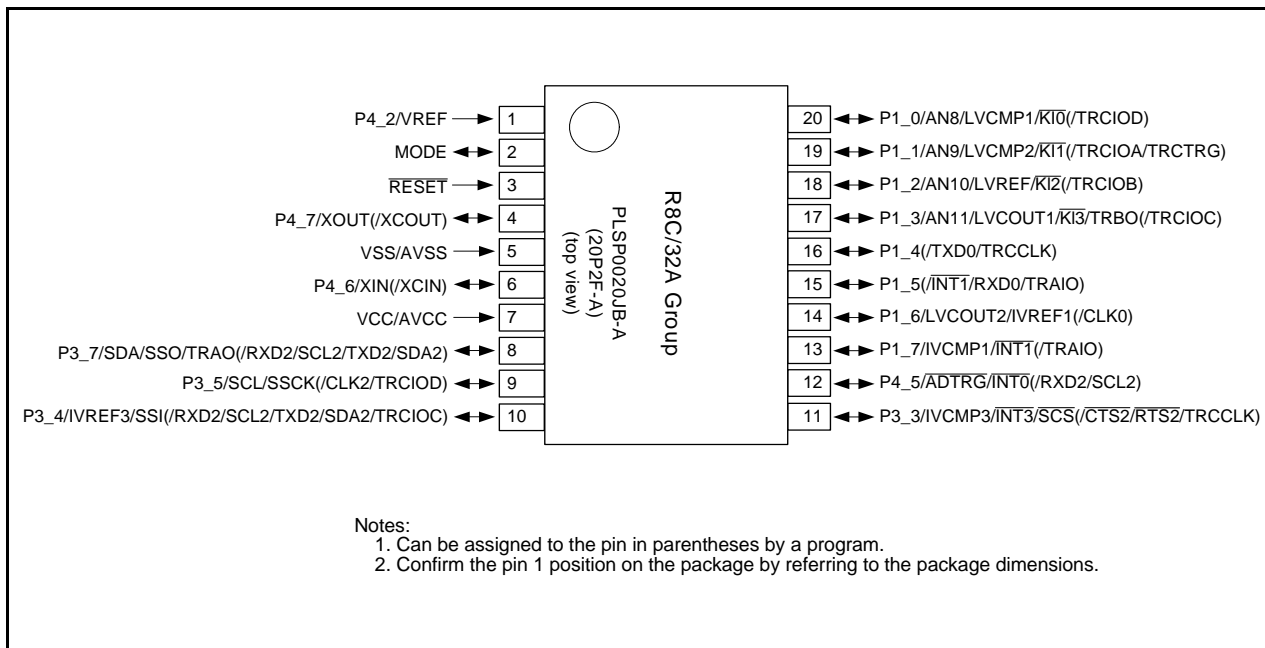 P4_2/VREF 1
MODE 2
RESET 3
P4_7/XOUT(/XCOUT) 4
VSS/AVSS 5
P4_6/XIN(/XCIN) 6
VCC/AVCC 7
P3_7/SDA/SSO/TRAO(/RXD2/SCL2/TXD2/SDA2) 8
P3_5/SCL/SSCK(/CLK2/TRCIOD) 9
P3_4/IVREF3/SSI(/RXD2/SCL2/TXD2/SDA2/TRCIOC) 10
R8C/32A Group
PLSP0020JB-A
(20P2F-A)
(top view)
20 P1_0/AN8/LVCMP1/KI0(/TRCIOD)
19 P1_1/AN9/LVCMP2/KI1(/TRCIOA/TRCTRG)
18 P1_2/AN10/LVREF/KI2(/TRCIOB)
17 P1_3/AN11/LVCOUT1/KI3/TRBO(/TRCIOC)
16 P1_4(/TXD0/TRCCLK)
15 P1_5(/INT1/RXD0/TRAIO)
14 P1_6/LVCOUT2/IVREF1(/CLK0)
13 P1_7/IVCMP1/INT1(/TRAIO)
12 P4_5/ADTRG/INT0(/RXD2/SCL2)
11 P3_3/IVCMP3/INT3/SCS(/CTS2/RTS2/TRCCLK)
Notes:
1. Can be assigned to the pin in parentheses by a program.
2. Confirm the pin 1 position on the package by referring to the package dimensions.